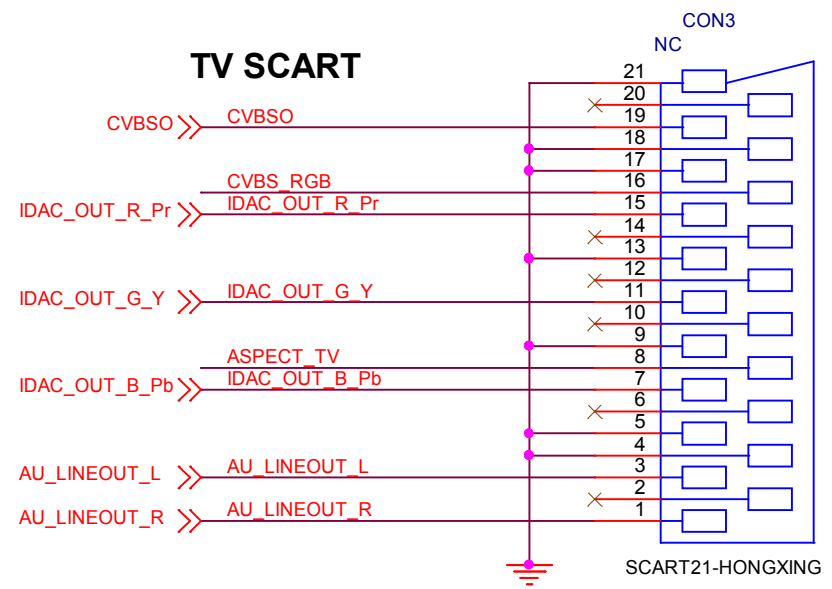 CON3
NC
TV SCART
21
20
CVBSO CVBSO 19
18
17
CVBS_RGB 16
IDAC_OUT_R_Pr IDAC_OUT_R_Pr 15
14
13
12
IDAC_OUT_G_Y IDAC_OUT_G_Y 11
10
9
ASPECT_TV 8
IDAC_OUT_B_Pb IDAC_OUT_B_Pb 7
6
5
4
AU_LINEOUT_L AU_LINEOUT_L 3
2
AU_LINEOUT_R AU_LINEOUT_R 1
SCART21-HONGXING